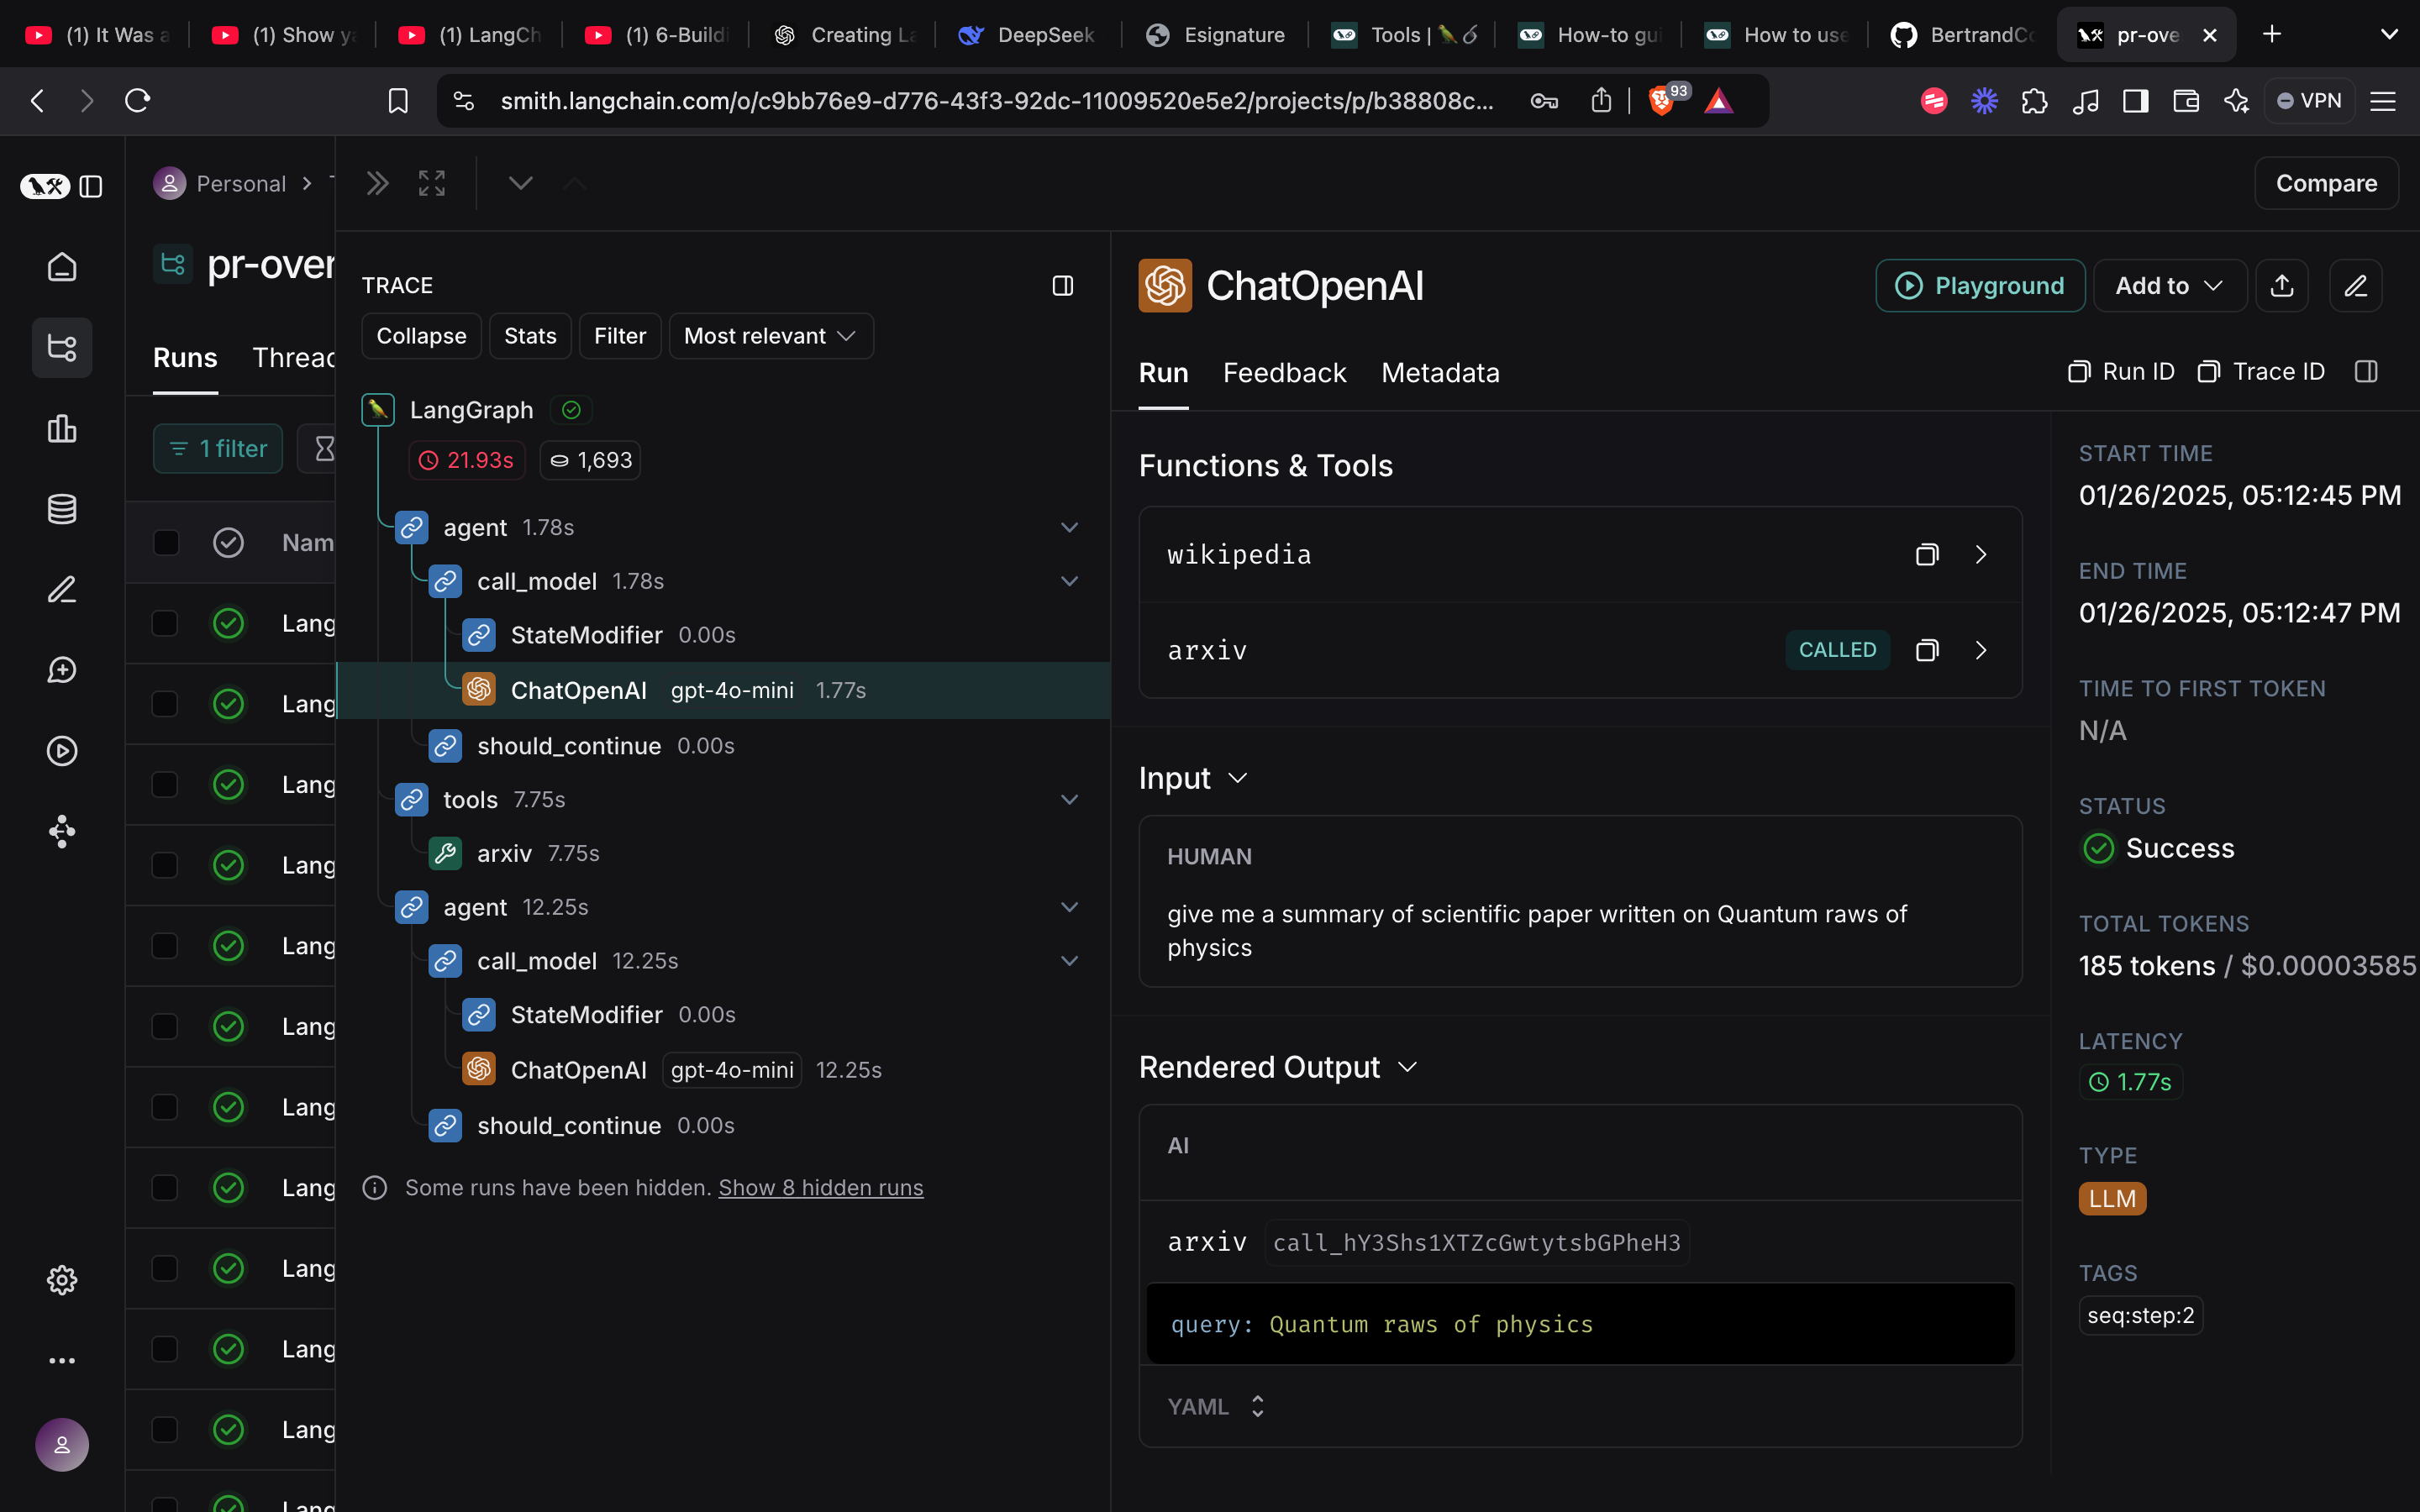 (1) It Was a
(1) Show ya
(1) LangCh
(1) 6-Buildi
Creating La
DeepSeek
Esignature
Tools |
How-to gui
How to use
BertrandCo
pr-ove
smith.langchain.com/o/c9bb76e9-d776-43f3-92dc-11009520e5e2/projects/p/b38808c...
93
VPN
Personal
Compare
pr-over
Runs
Thread
1 filter
Nam
Lang
Lang
Lang
Lang
Lang
Lang
Lang
Lang
Lang
Lang
Lang
Lang
TRACE
Collapse
Stats
Filter
Most relevant
LangGraph
21.93s
1,693
agent 1.78s
call_model 1.78s
StateModifier 0.00s
ChatOpenAI gpt-4o-mini 1.77s
should_continue 0.00s
tools 7.75s
arxiv 7.75s
agent 12.25s
call_model 12.25s
StateModifier 0.00s
ChatOpenAI gpt-4o-mini 12.25s
should_continue 0.00s
Some runs have been hidden. Show 8 hidden runs
ChatOpenAI
Playground
Add to
Run
Feedback
Metadata
Run ID
Trace ID
Functions & Tools
wikipedia
arxiv
CALLED
Input
HUMAN
give me a summary of scientific paper written on Quantum raws of
physics
Rendered Output
AI
arxiv call_hY3Shs1XTZcGwtytsbGPheH3
query: Quantum raws of physics
YAML
START TIME
01/26/2025, 05:12:45 PM
END TIME
01/26/2025, 05:12:47 PM
TIME TO FIRST TOKEN
N/A
STATUS
Success
TOTAL TOKENS
185 tokens / $0.00003585
LATENCY
1.77s
TYPE
LLM
TAGS
seq:step:2